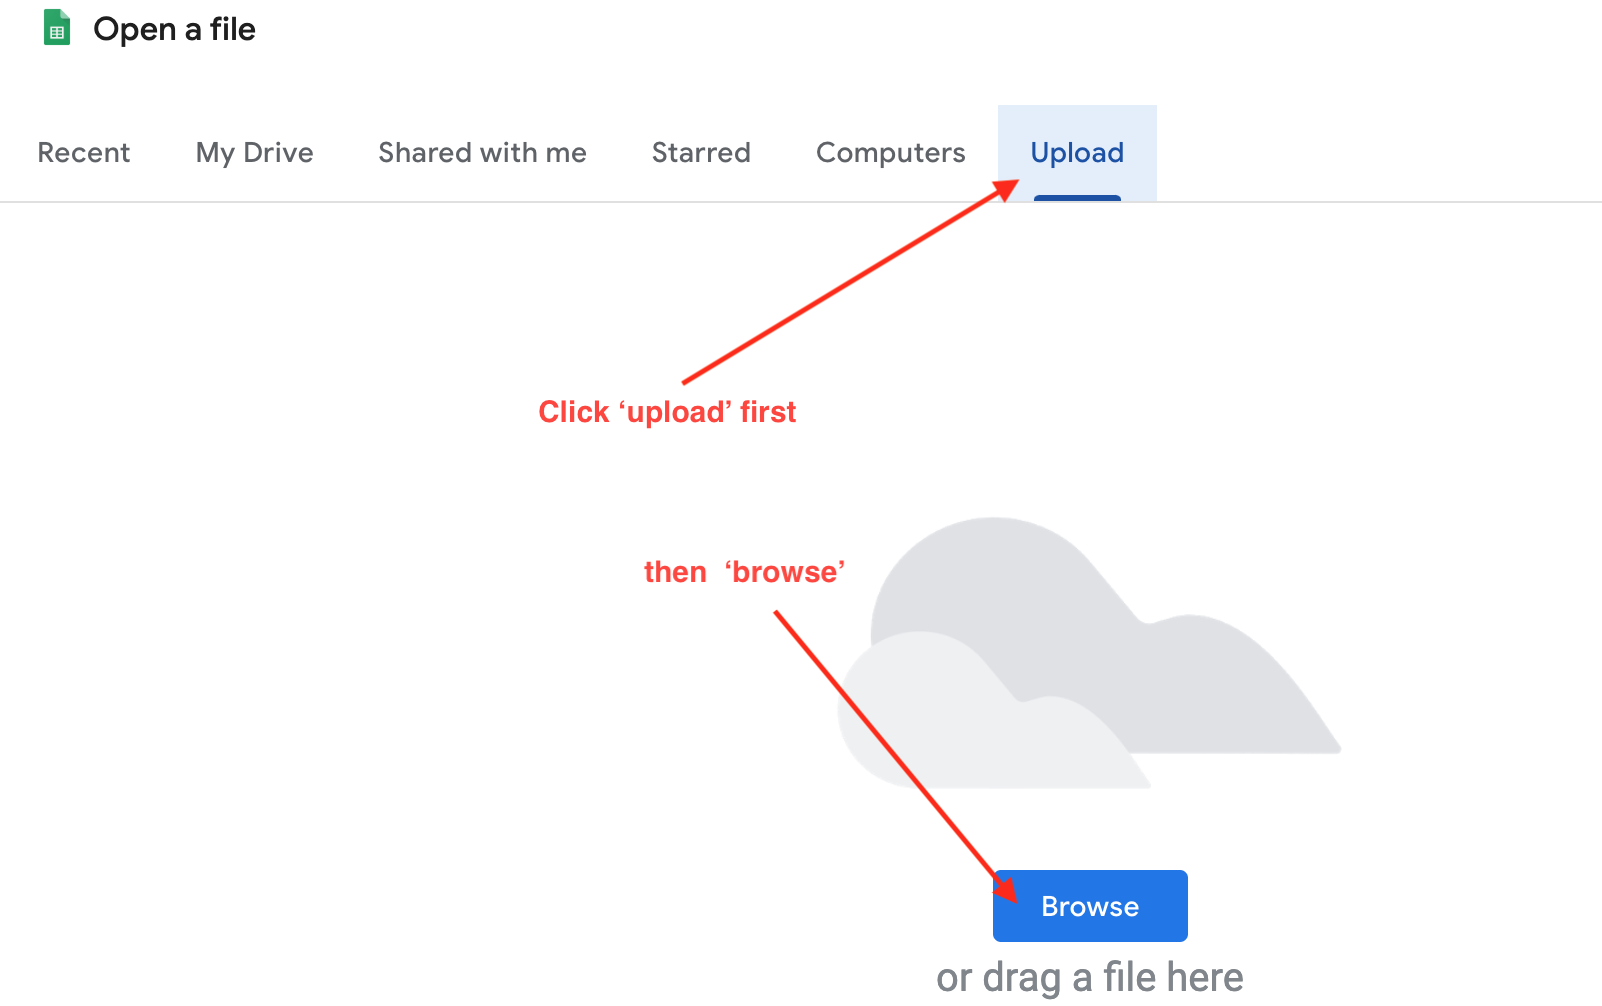 Open a file
Recent My Drive Shared with me Starred Computers Upload
Click ‘upload’ first
then ‘browse’
Browse
or drag a file here